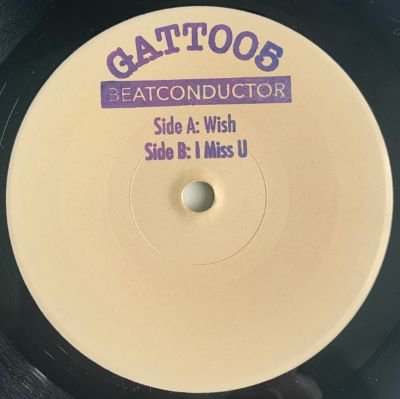 GATT005
BEATCONDUCTOR
Side A: Wish
Side B: I Miss U